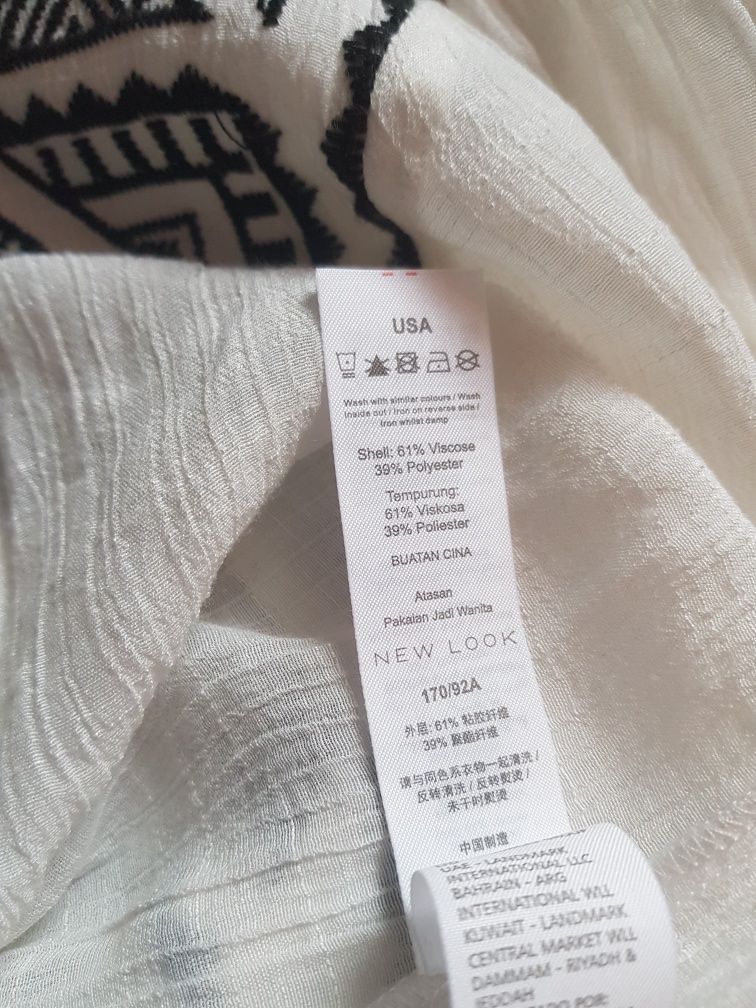 USA
Wash with similar colours / Wash
inside out / Iron on reverse side /
Iron whilst damp
Shell: 61% Viscose
39% Polyester
Tempurung:
61% Viskosa
39% Poliester
BUATAN CINA
Atasan
Pakaian Jadi Wanita
NEW LOOK
170/92A
外层: 61% 粘胶纤维
39% 聚酯纤维
请与同色系衣物一起清洗 /
反转清洗 / 反转熨烫 /
未干时熨烫
中国制造
UAE - LANDMARK
INTERNATIONAL LLC
BAHRAIN - ARG
INTERNATIONAL WLL
KUWAIT - LANDMARK
CENTRAL MARKET WLL
DAMMAM - RIYADH &
JEDDAH